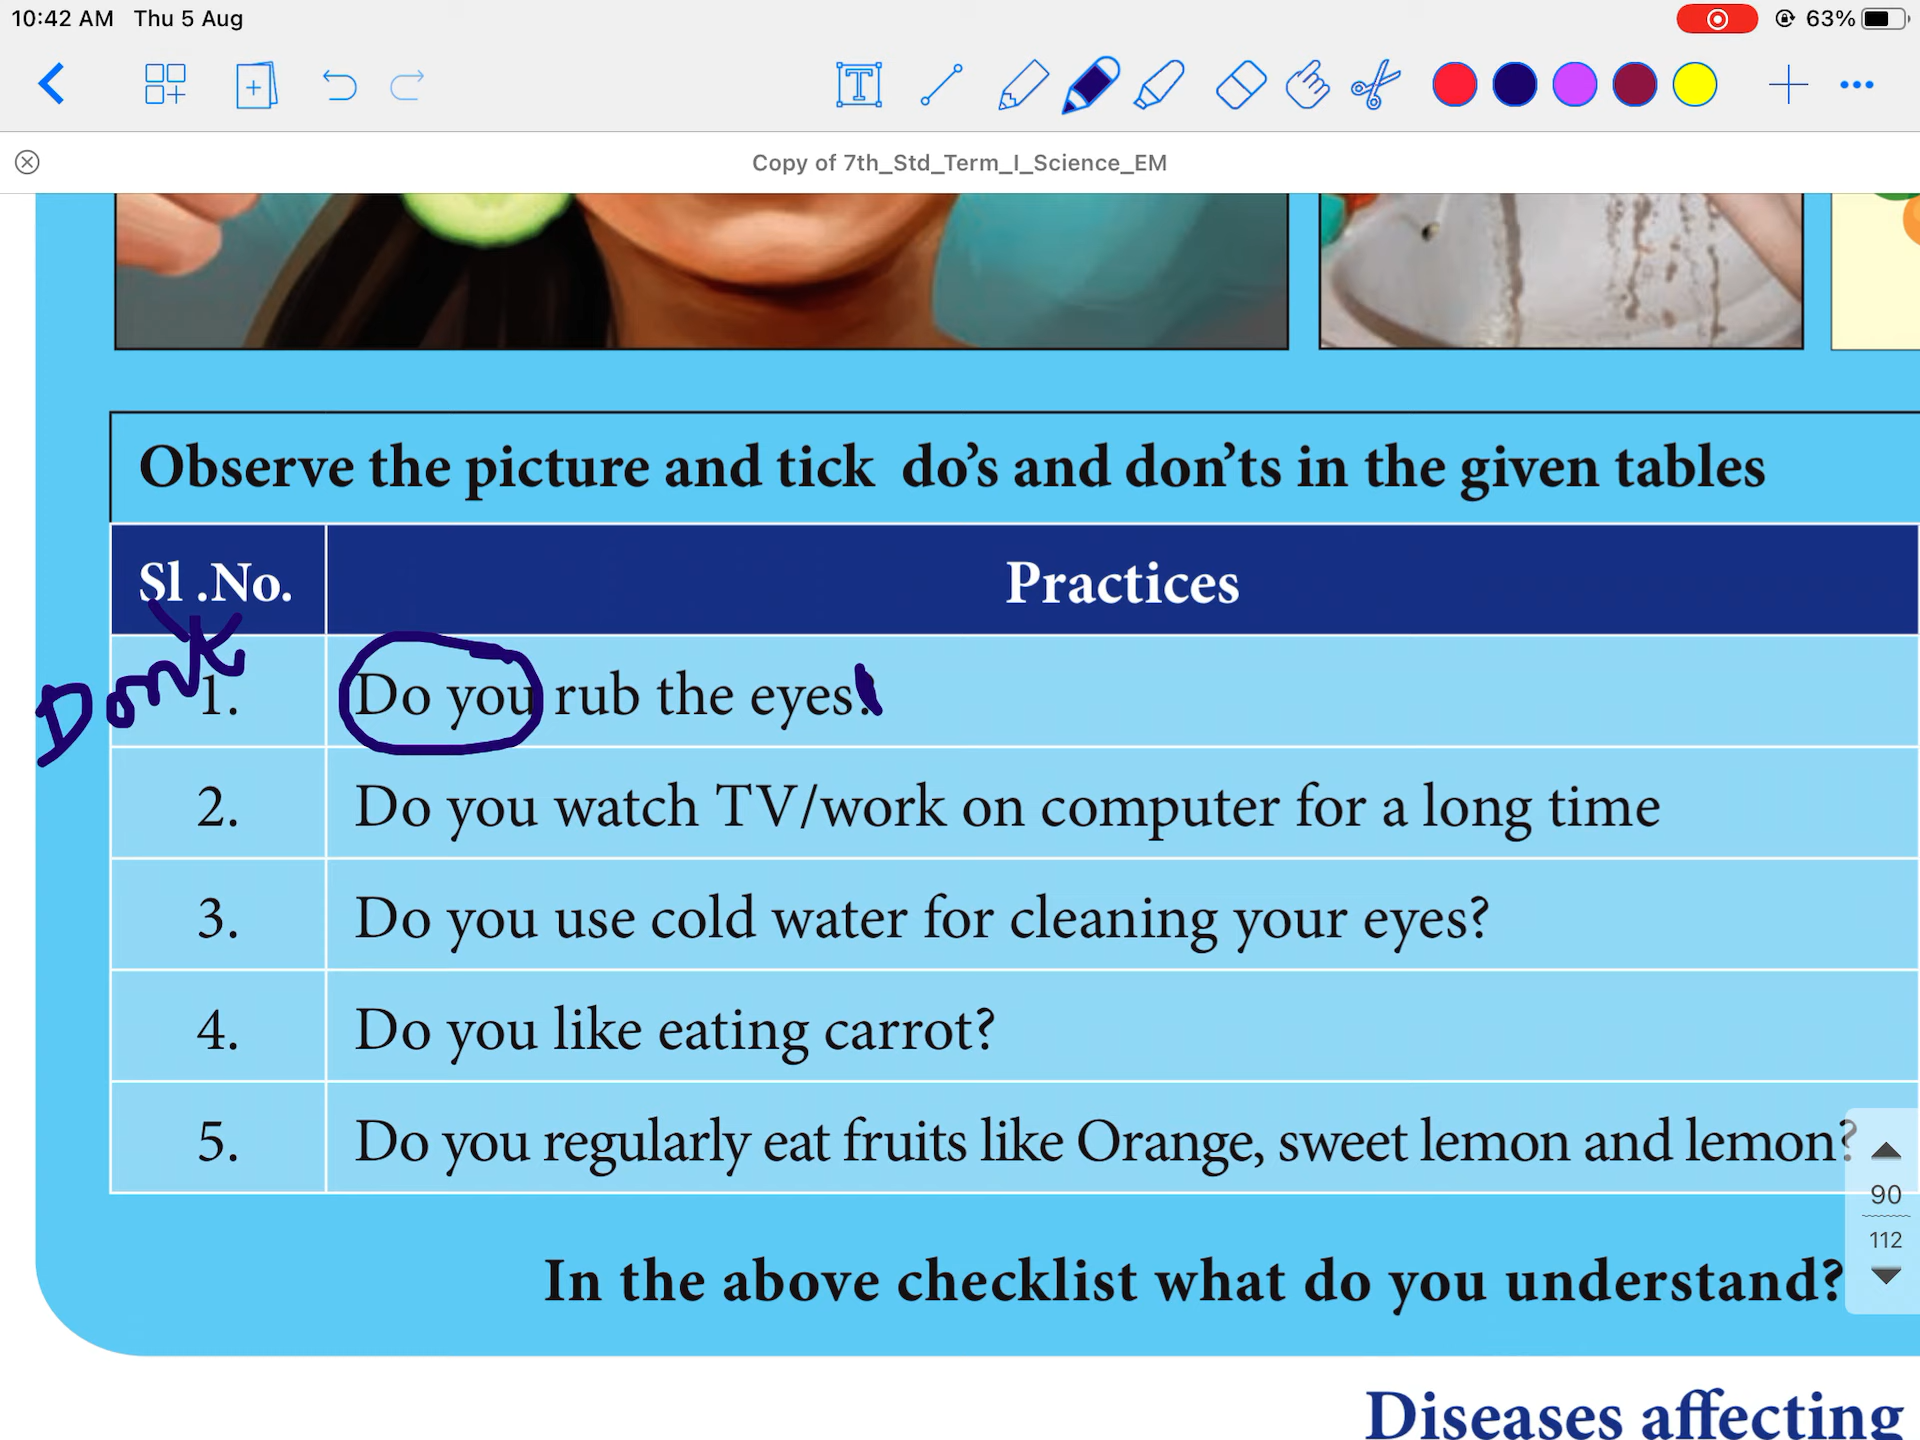 10:42 AM Thu 5 Aug
63%
Copy of 7th_Std_Term_I_Science_EM
Observe the picture and tick do's and don'ts in the given tables
Sl .No. Practices
Dont
1. Do you rub the eyes
2. Do you watch TV/work on computer for a long time
3. Do you use cold water for cleaning your eyes?
4. Do you like eating carrot?
5. Do you regularly eat fruits like Orange, sweet lemon and lemon?
90
112
In the above checklist what do you understand?
Diseases affecting